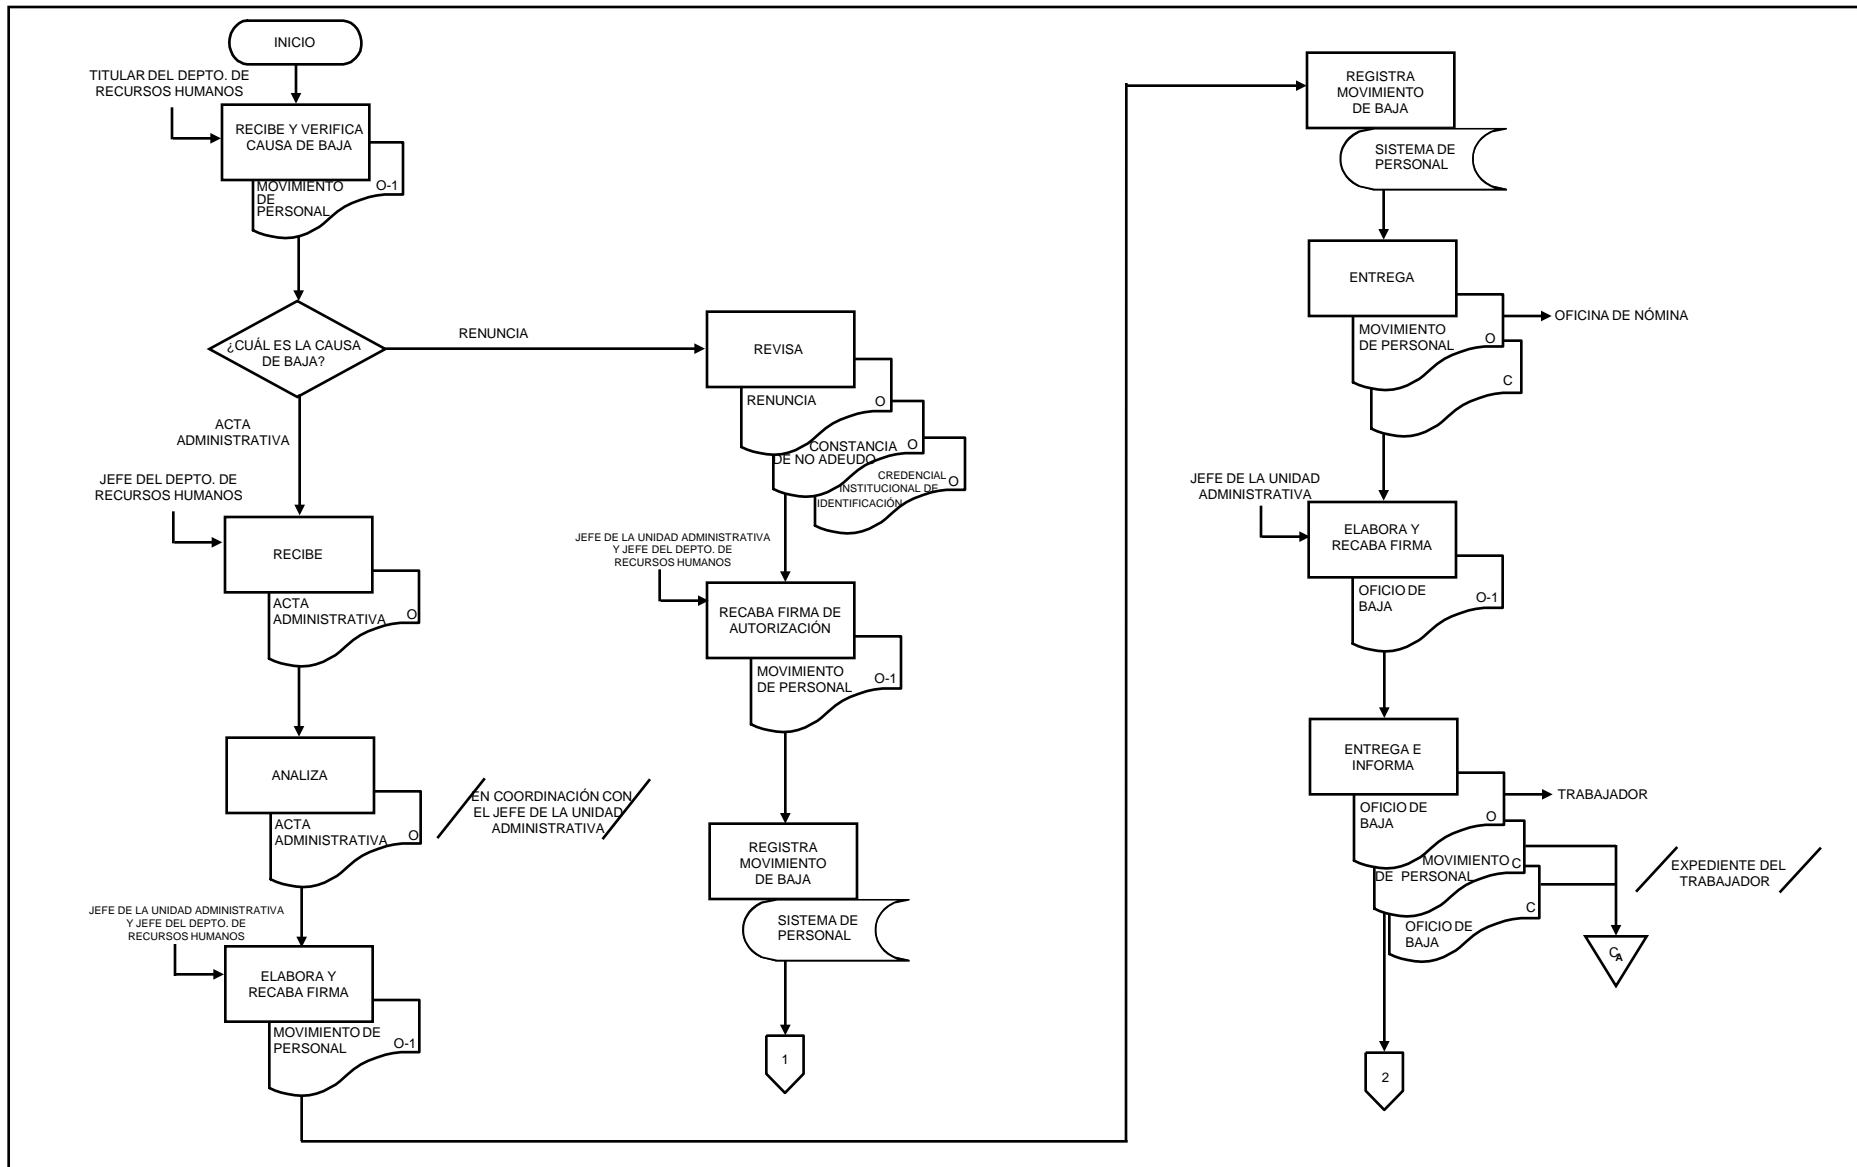 INICIO
TITULAR DEL DEPTO. DE
RECURSOS HUMANOS
RECIBE Y VERIFICA
CAUSA DE BAJA
MOVIMIENTO
DE
PERSONAL
O-1
¿CUÁL ES LA CAUSA
DE BAJA?
RENUNCIA
ACTA
ADMINISTRATIVA
JEFE DEL DEPTO. DE
RECURSOS HUMANOS
RECIBE
ACTA
ADMINISTRATIVA
O
ANALIZA
ACTA
ADMINISTRATIVA
O
EN COORDINACIÓN CON
EL JEFE DE LA UNIDAD
ADMINISTRATIVA
JEFE DE LA UNIDAD ADMINISTRATIVA
Y JEFE DEL DEPTO. DE
RECURSOS HUMANOS
ELABORA Y
RECABA FIRMA
MOVIMIENTO DE
PERSONAL
O-1
REVISA
RENUNCIA
O
CONSTANCIA
DE NO ADEUDO
O
CREDENCIAL
INSTITUCIONAL DE
IDENTIFICACIÓN
O
JEFE DE LA UNIDAD ADMINISTRATIVA
Y JEFE DEL DEPTO. DE
RECURSOS HUMANOS
RECABA FIRMA DE
AUTORIZACIÓN
MOVIMIENTO
DE PERSONAL
O-1
REGISTRA
MOVIMIENTO
DE BAJA
SISTEMA DE
PERSONAL
1
REGISTRA
MOVIMIENTO
DE BAJA
SISTEMA DE
PERSONAL
ENTREGA
MOVIMIENTO
DE PERSONAL
O
C
OFICINA DE NÓMINA
JEFE DE LA UNIDAD
ADMINISTRATIVA
ELABORA Y
RECABA FIRMA
OFICIO DE
BAJA
O-1
ENTREGA E
INFORMA
OFICIO DE
BAJA
O
TRABAJADOR
MOVIMIENTO
DE PERSONAL
C
OFICIO DE
BAJA
C
EXPEDIENTE DEL
TRABAJADOR
CA
2